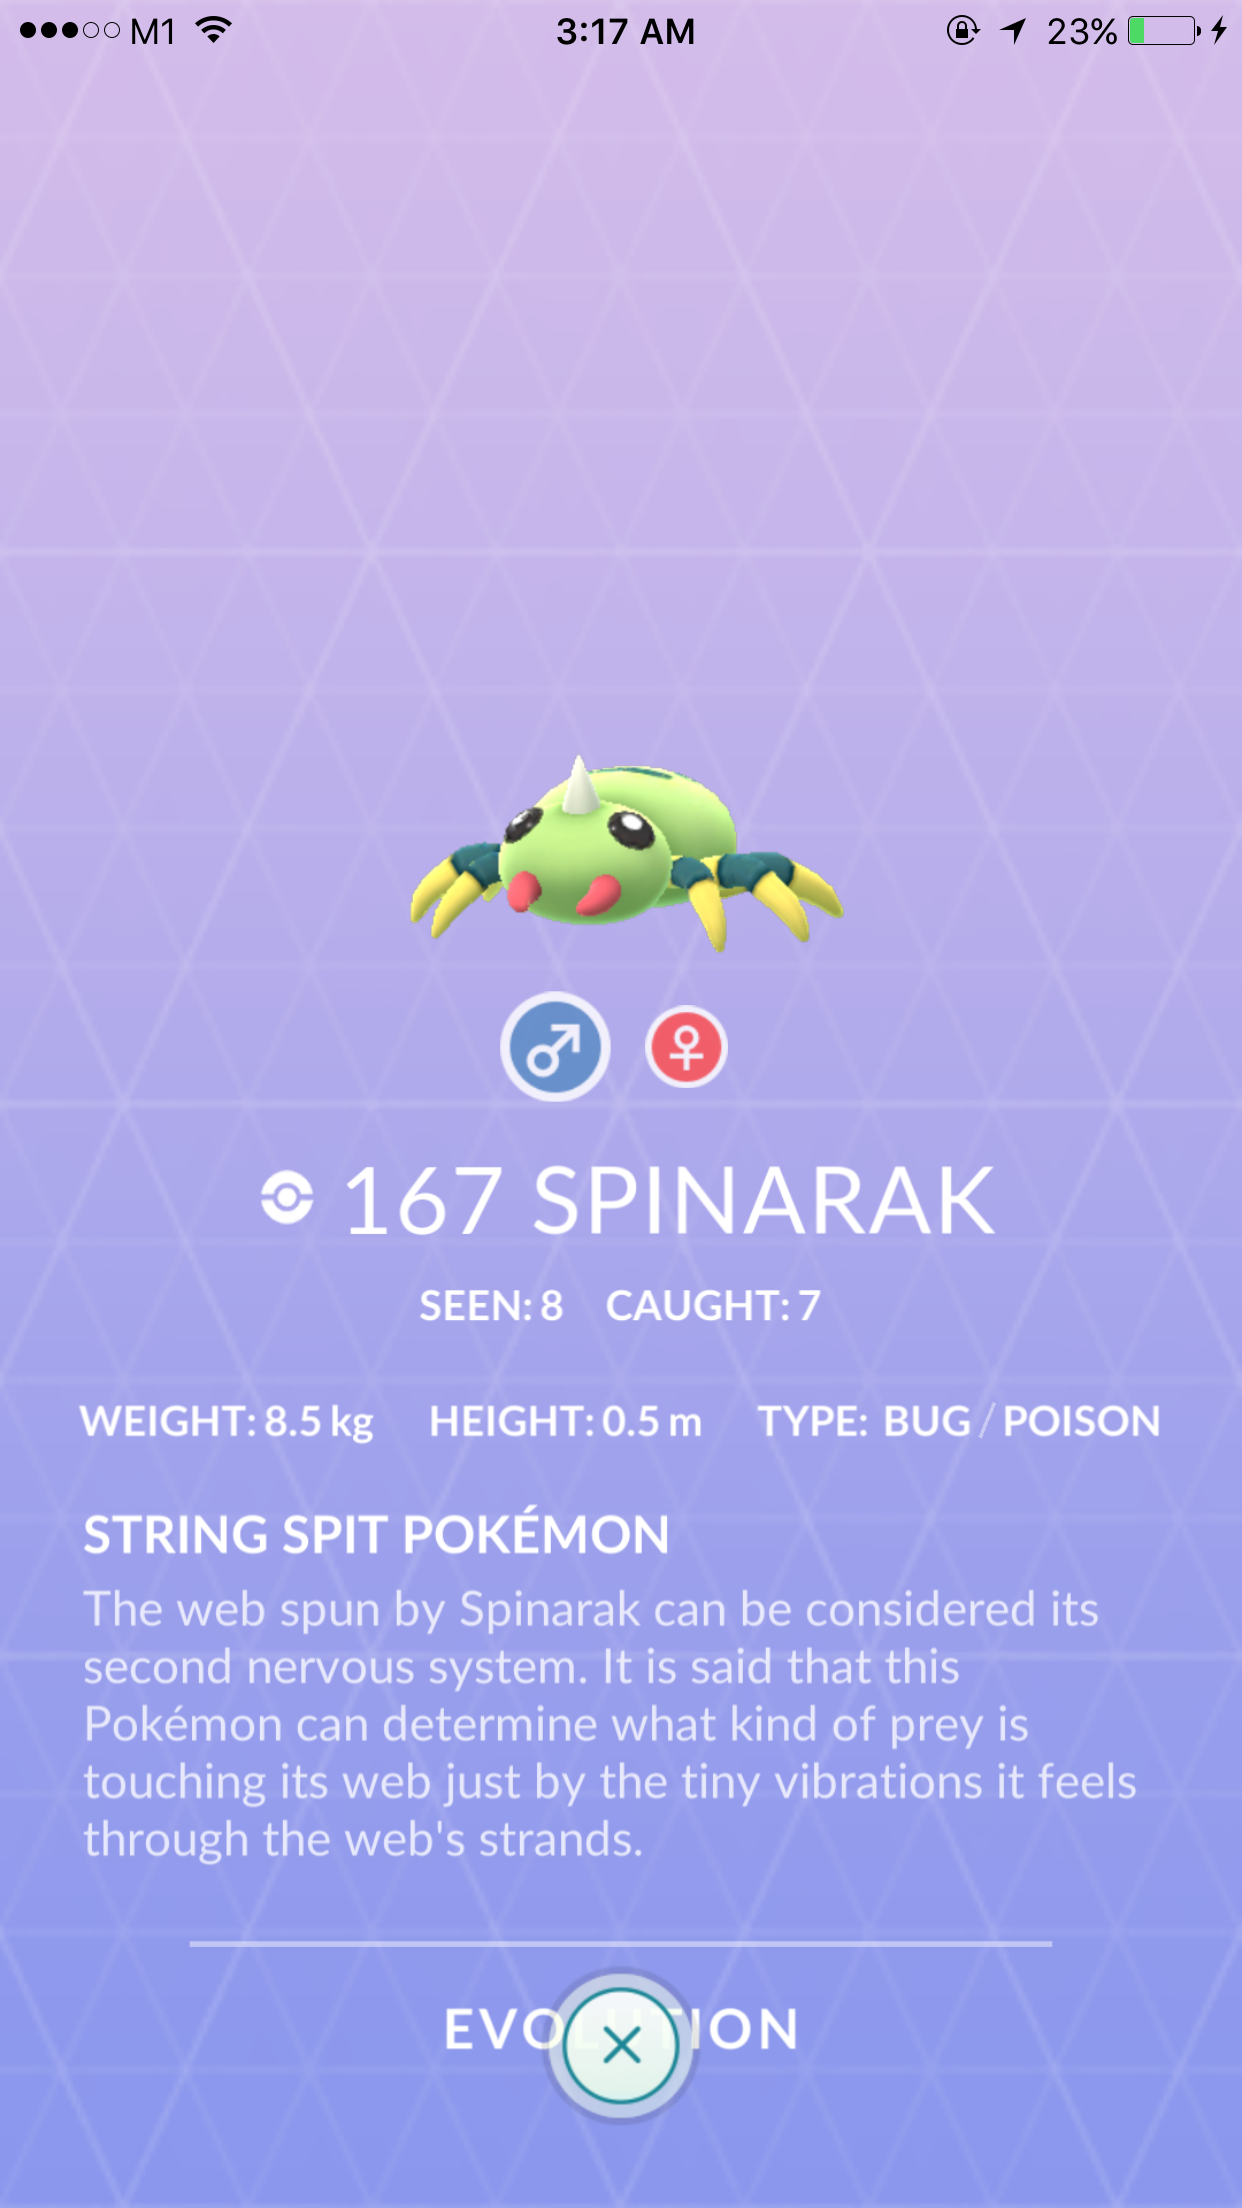 M1 3:17 AM 23%
167 SPINARAK
SEEN: 8 CAUGHT: 7
WEIGHT: 8.5 kg HEIGHT: 0.5 m TYPE: BUG / POISON
STRING SPIT POKÉMON
The web spun by Spinarak can be considered its
second nervous system. It is said that this
Pokémon can determine what kind of prey is
touching its web just by the tiny vibrations it feels
through the web's strands.
EVOLUTION